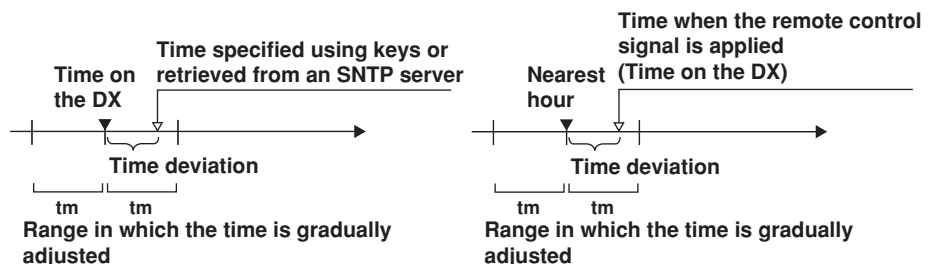 Time specified using keys or
retrieved from an SNTP server
Time on
the DX
Time deviation
tm tm
Range in which the time is gradually
adjusted
Time when the remote control
signal is applied
(Time on the DX)
Nearest
hour
Time deviation
tm tm
Range in which the time is gradually
adjusted